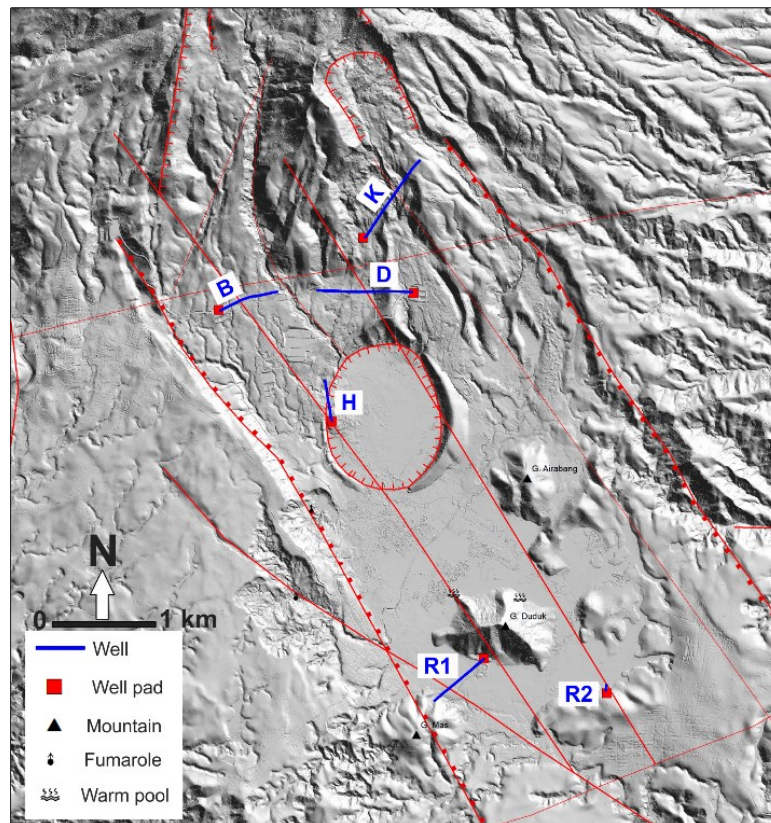 K
D
B
H
G. Airabang
N
0 1 km
G. Duduk
R1
R2
G. Mas
Well
Well pad
Mountain
Fumarole
Warm pool